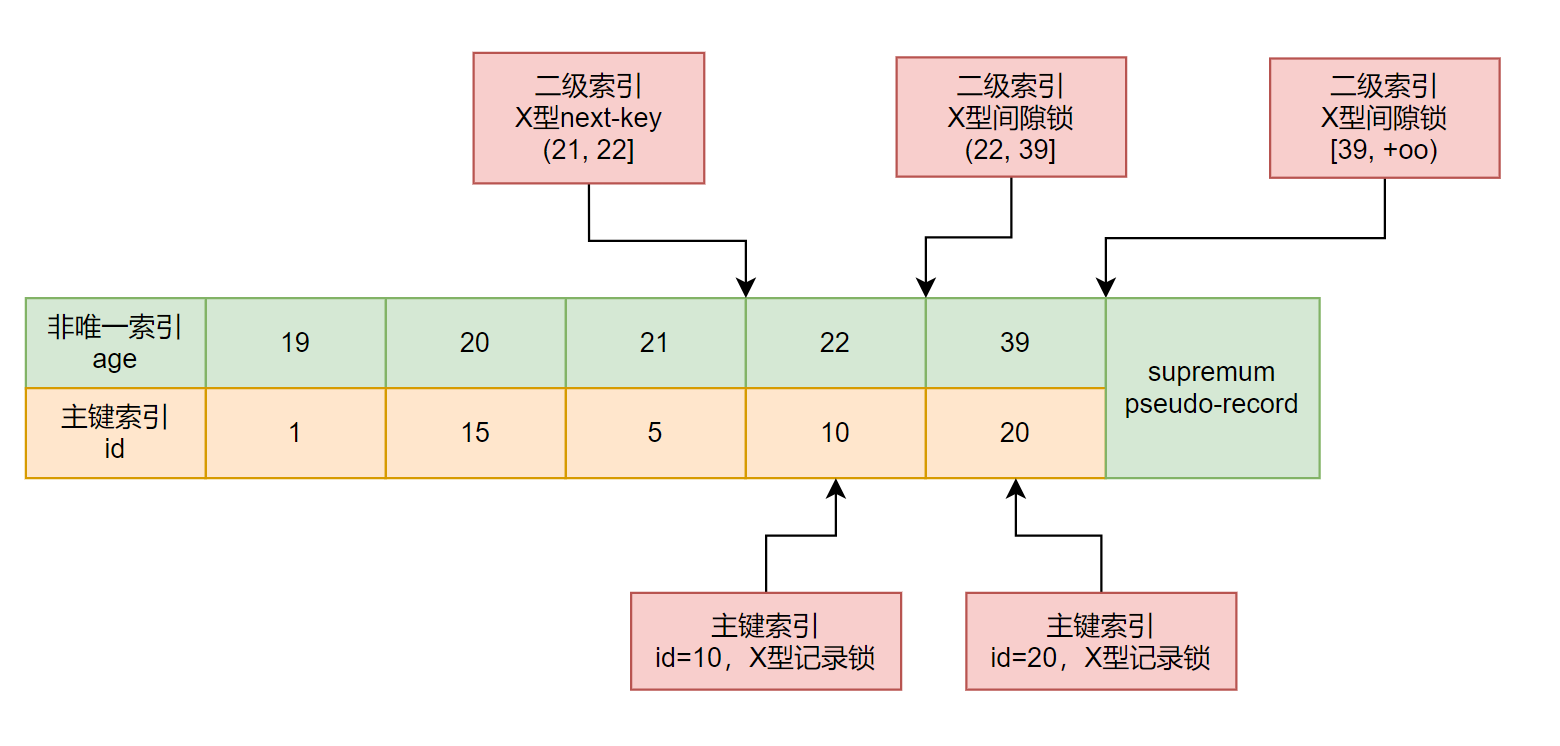 二级索引
X型next-key
(21, 22]
二级索引
X型间隙锁
(22, 39]
二级索引
X型间隙锁
[39, +oo)
非唯一索引
age
19
20
21
22
39
supremum
pseudo-record
主键索引
id
1
15
5
10
20
主键索引
id=10，X型记录锁
主键索引
id=20，X型记录锁